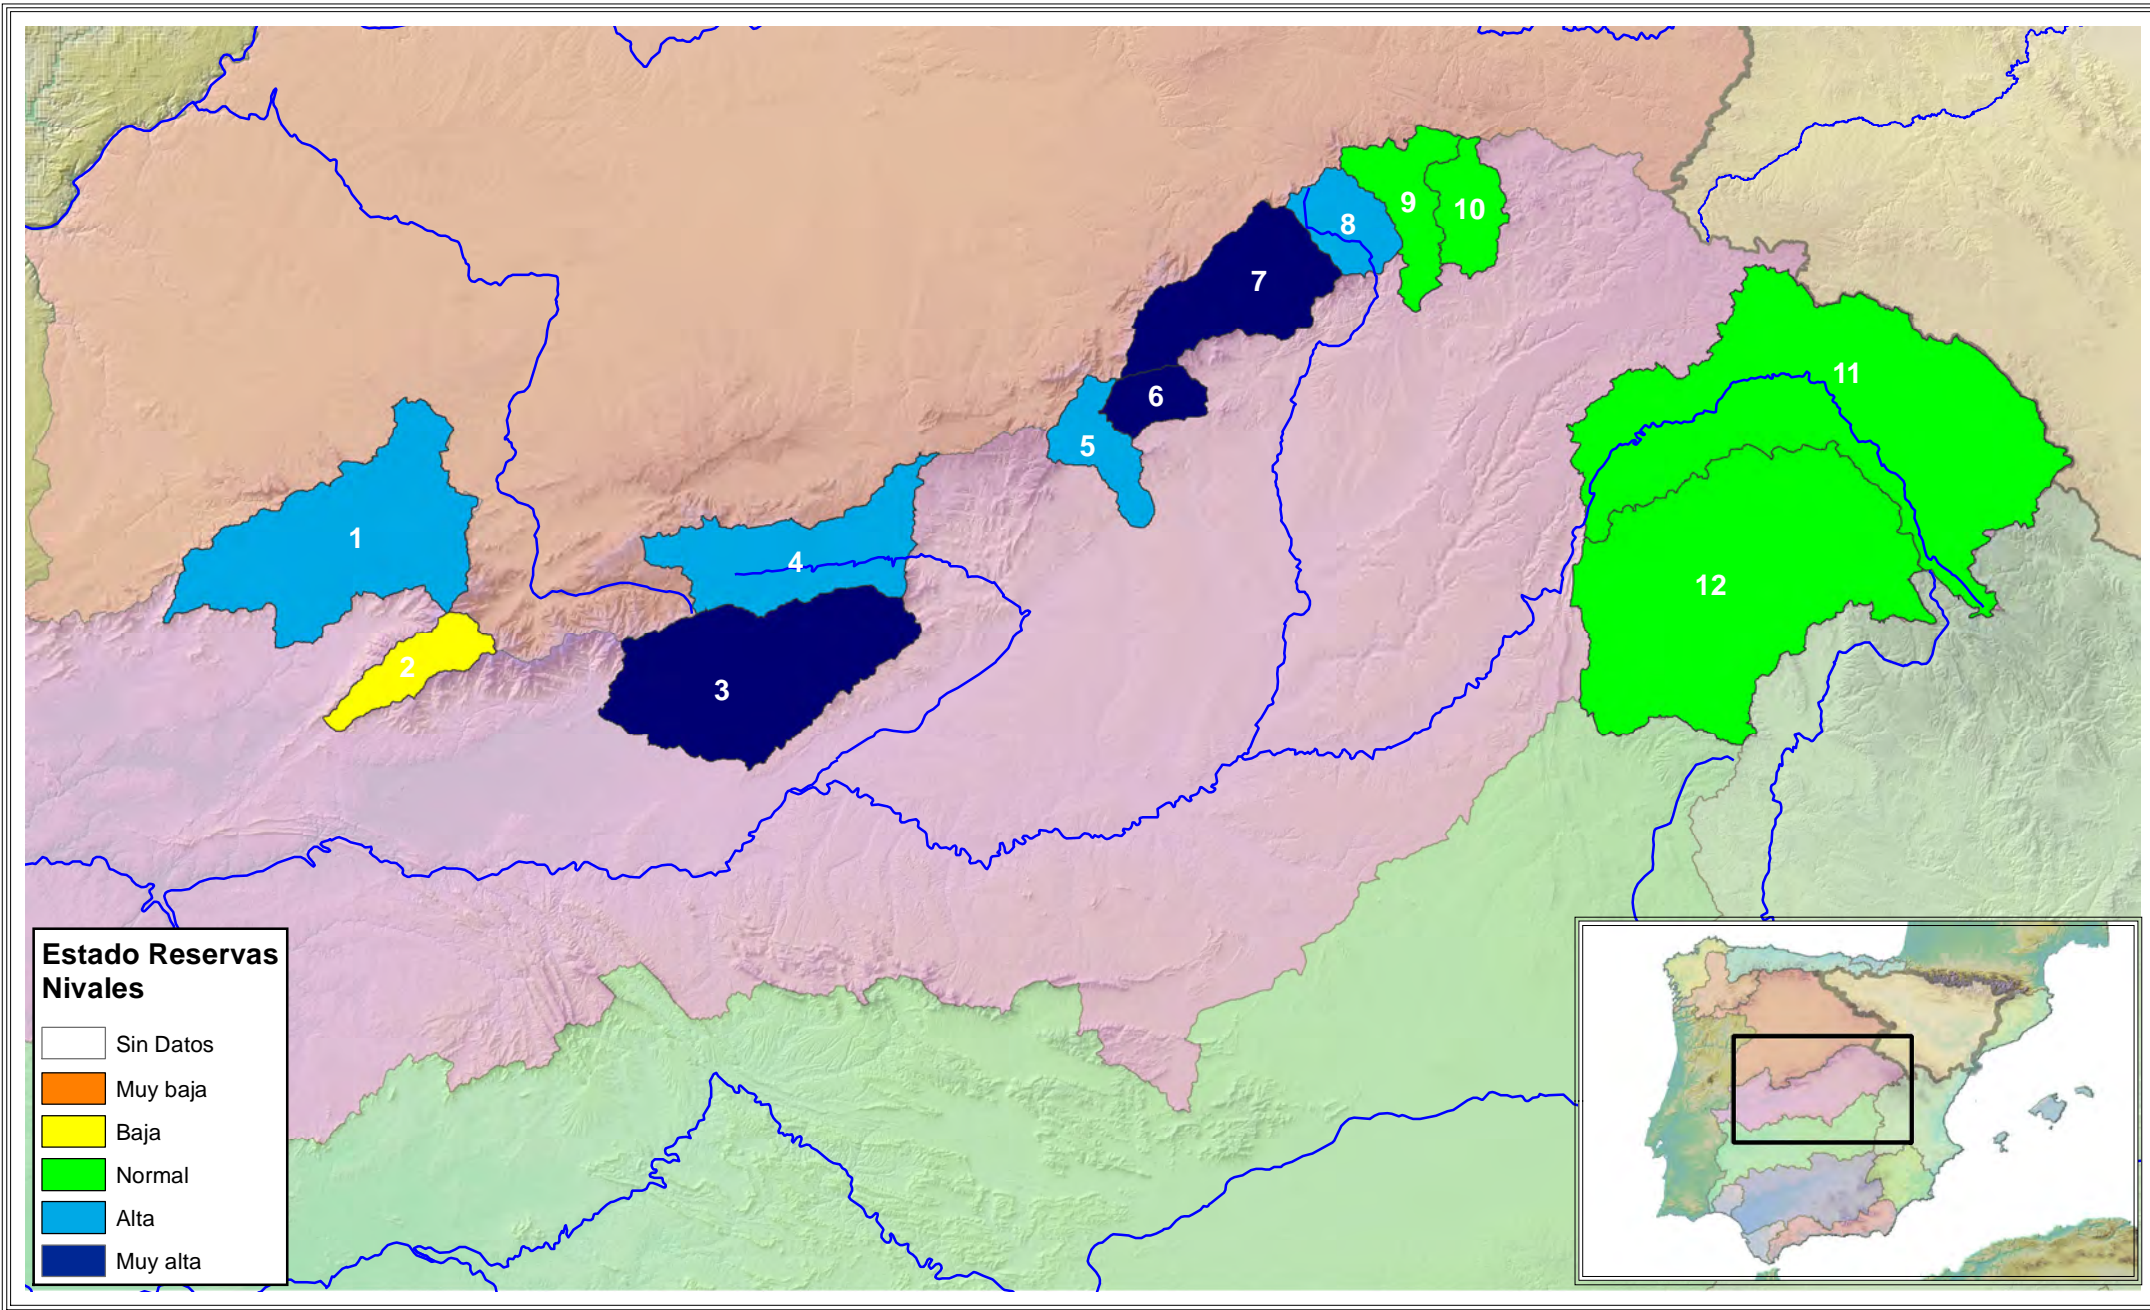 9
10
8
7
11
6
5
1
4
12
2
3
Estado Reservas
Nivales
Sin Datos
Muy baja
Baja
Normal
Alta
Muy alta